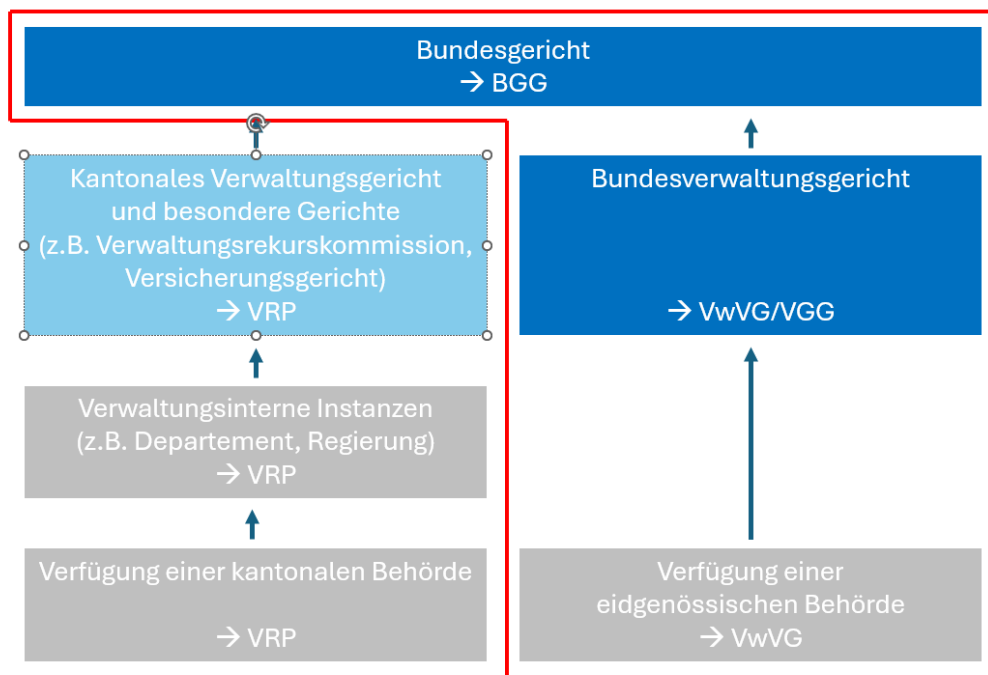 Bundesgericht
→ BGG
Kantonales Verwaltungsgericht
und besondere Gerichte
(z.B. Verwaltungsrekurskommission,
Versicherungsgericht)
→ VRP
Bundesverwaltungsgericht
→ VwVG/VGG
Verwaltungsinterne Instanzen
(z.B. Departement, Regierung)
→ VRP
Verfügung einer kantonalen Behörde
→ VRP
Verfügung einer
eidgenössischen Behörde
→ VwVG